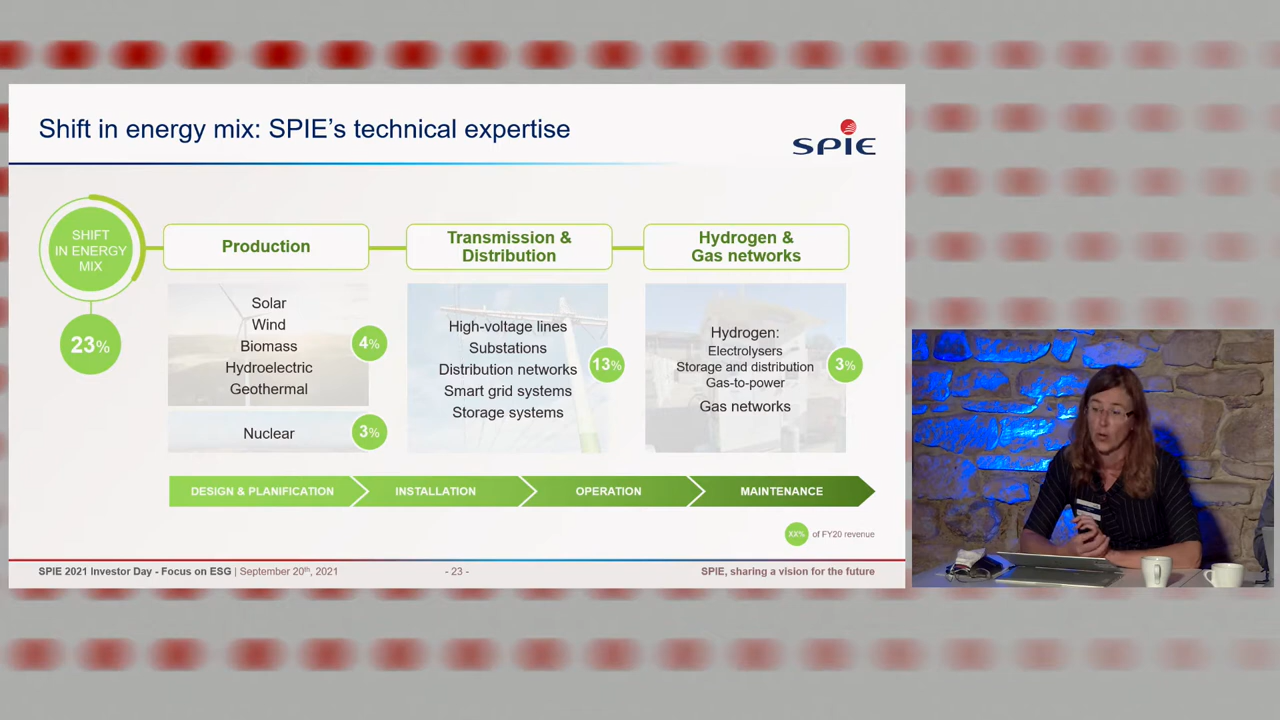 Shift in energy mix: SPIE's technical expertise
SPIE
SHIFT
IN ENERGY
MIX
23%
Production
Solar
Wind
Biomass
Hydroelectric
Geothermal
4%
Nuclear
3%
Transmission &
Distribution
High-voltage lines
Substations
Distribution networks
Smart grid systems
Storage systems
13%
Hydrogen &
Gas networks
Hydrogen:
Electrolysers
Storage and distribution
Gas-to-power
Gas networks
3%
DESIGN & PLANIFICATION
INSTALLATION
OPERATION
MAINTENANCE
XX% of FY20 revenue
SPIE 2021 Investor Day - Focus on ESG | September 20th, 2021
- 23 -
SPIE, sharing a vision for the future